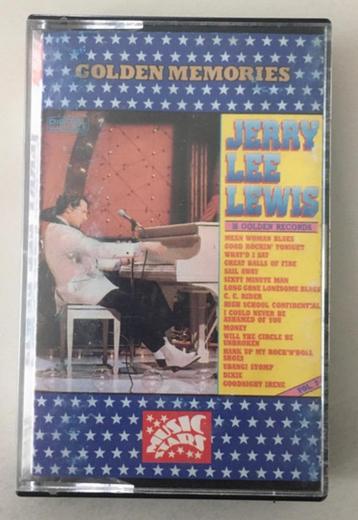 GOLDEN MEMORIES
DIGITAL
JERRY
LEE
LEWIS
16 GOLDEN RECORDS
MEAN WOMAN BLUES
GOOD ROCKIN' TONIGHT
WHAT'D I SAY
GREAT BALLS OF FIRE
SAIL AWAY
SIXTY MINUTE MAN
LONG GONE LONESOME BLUES
C. C. RIDER
HIGH SCHOOL CONFIDENTIAL
I COULD NEVER BE
ASHAMED OF YOU
MONEY
WILL THE CIRCLE BE
UNBROKEN
HANG UP MY ROCK'N'ROLL
SHOES
UBANGI STOMP
DIXIE
GOODNIGHT IRENE
VOL. 2
MUSIC
STARS